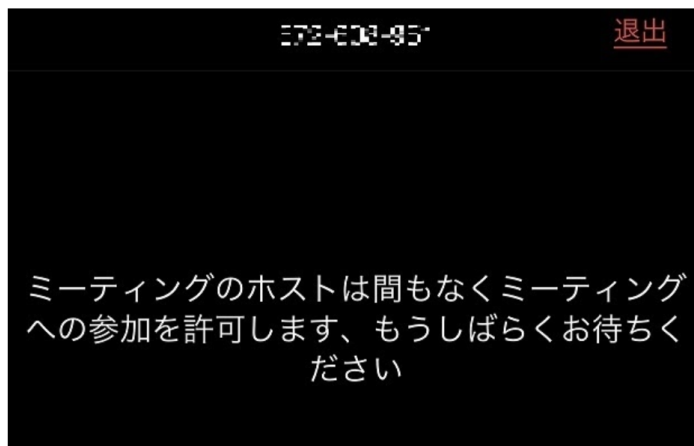 退出
ミーティングのホストは間もなくミーティング
への参加を許可します、もうしばらくお待ちく
ださい